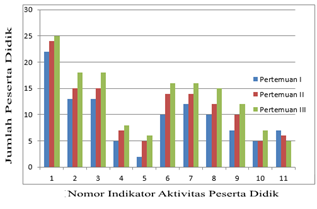 30
25
20
15
10
5
0
Jumlah Peserta Didik
Pertemuan I
Pertemuan II
Pertemuan III
1 2 3 4 5 6 7 8 9 10 11
Nomor Indikator Aktivitas Peserta Didik